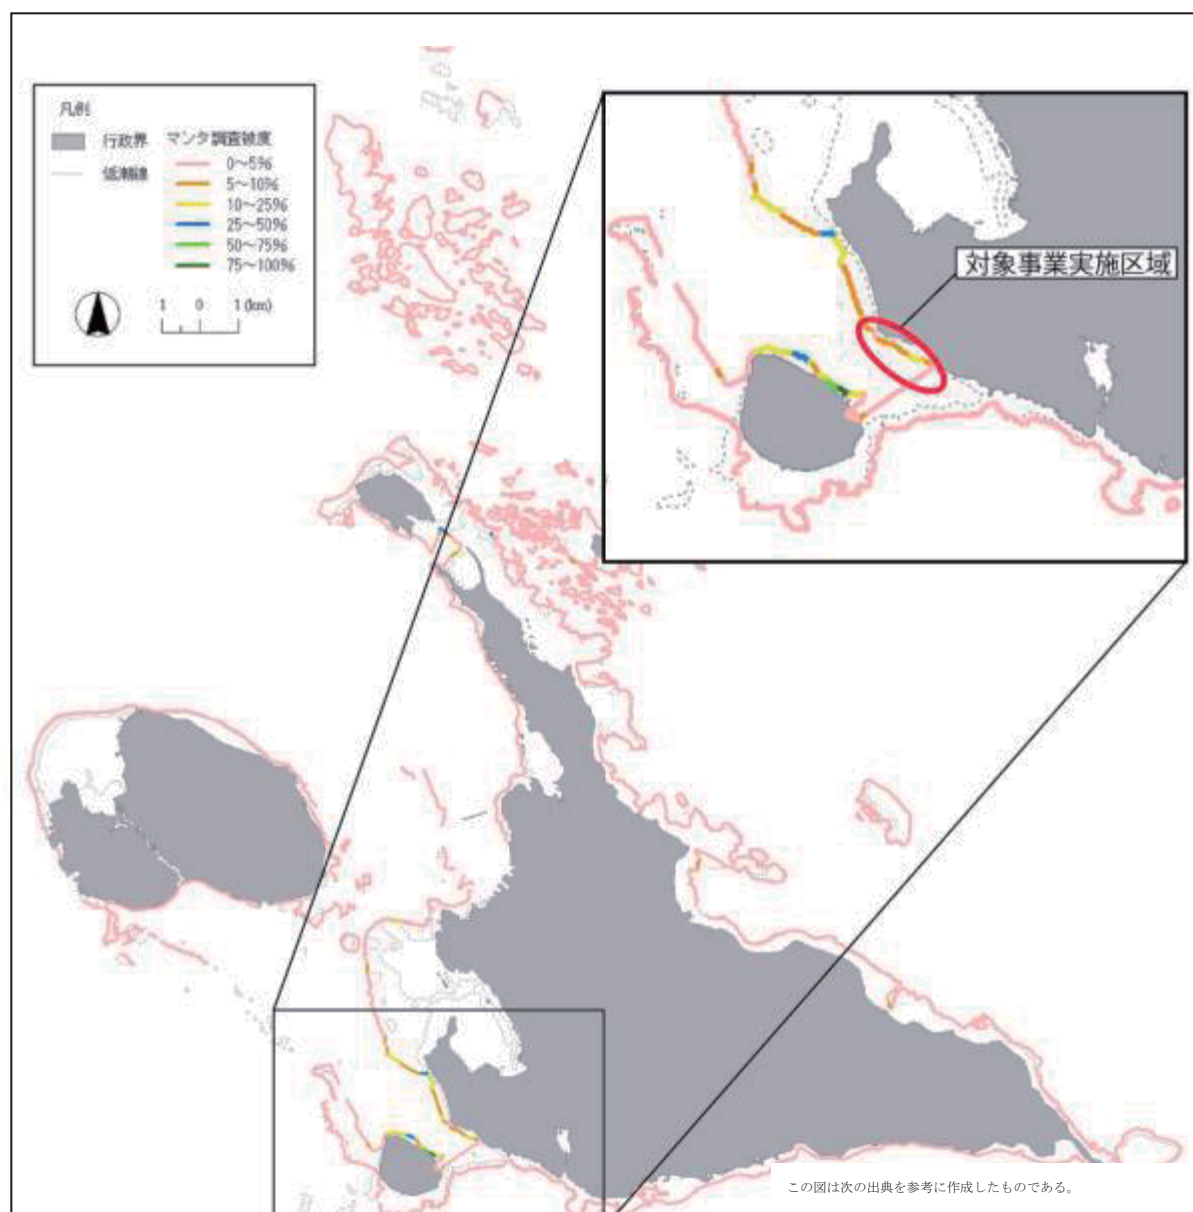 凡例
行政界
低潮線
マンタ調査被度
0～5%
5～10%
10～25%
25～50%
50～75%
75～100%
1 0 1(km)
対象事業実施区域
この図は次の出典を参考に作成したものである。